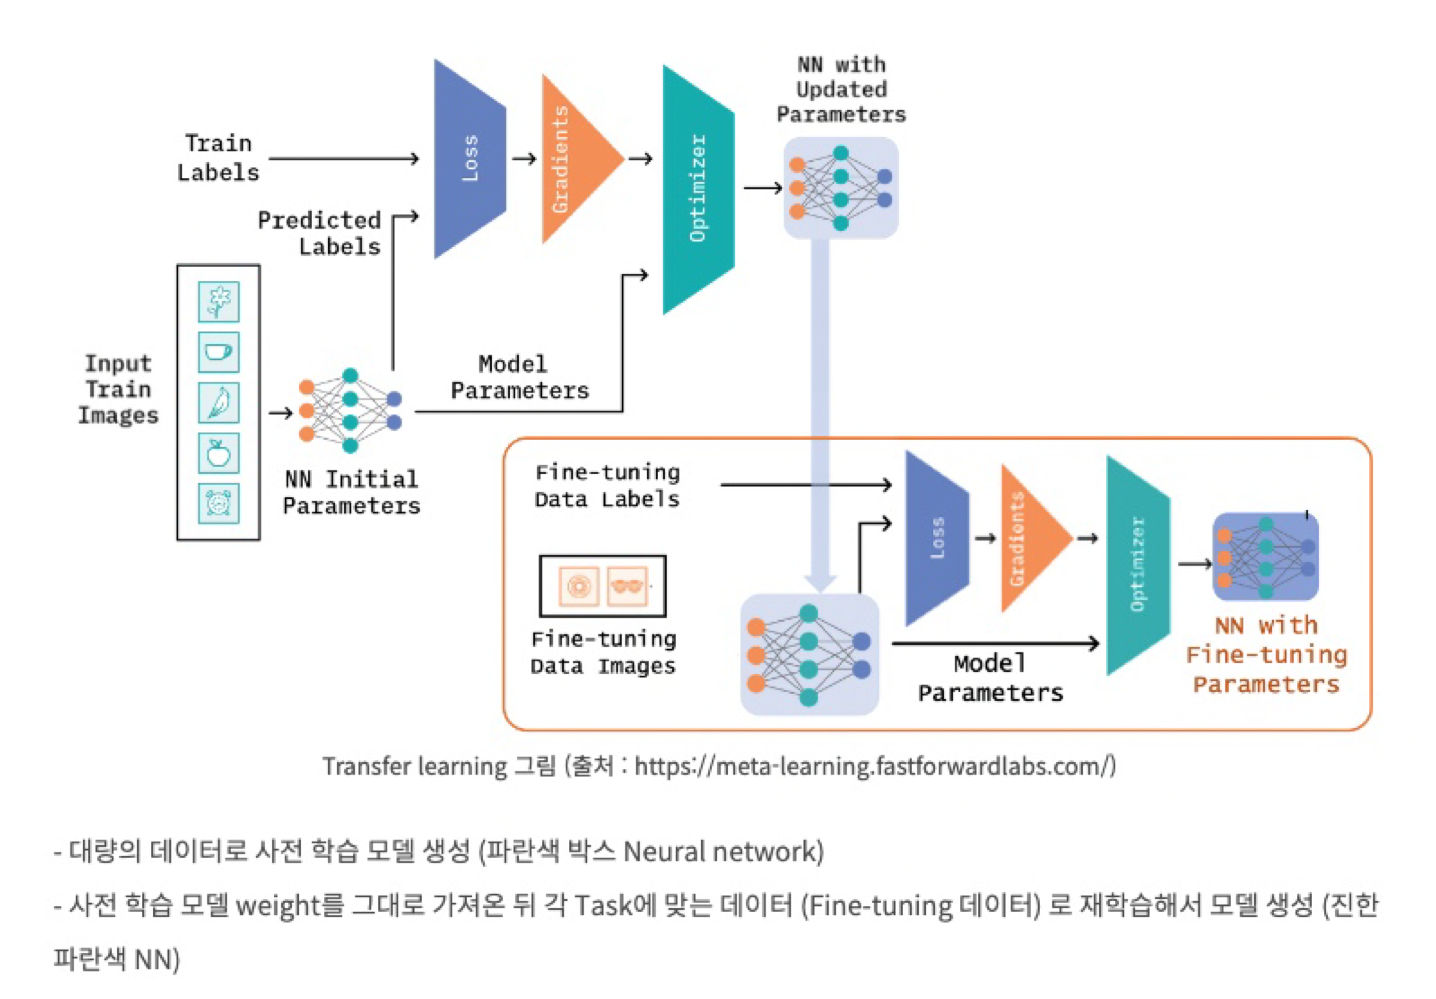 NN with
Updated
Parameters
Train
Labels
Loss
Gradients
Optimizer
Predicted
Labels
Input
Train
Images
Model
Parameters
NN Initial
Parameters
Fine-tuning
Data Labels
Loss
Gradients
Optimizer
Fine-tuning
Data Images
Model
Parameters
NN with
Fine-tuning
Parameters
Transfer learning 그림 (출처 : https://meta-learning.fastforwardlabs.com/)
- 대량의 데이터로 사전 학습 모델 생성 (파란색 박스 Neural network)
- 사전 학습 모델 weight를 그대로 가져온 뒤 각 Task에 맞는 데이터 (Fine-tuning 데이터) 로 재학습해서 모델 생성 (진한
파란색 NN)